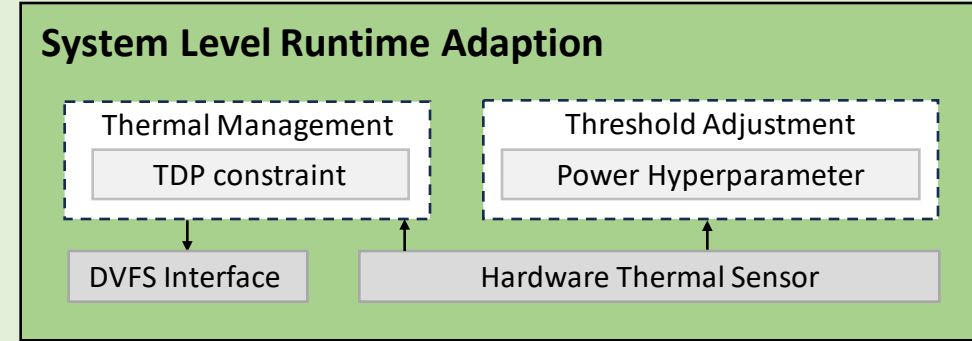 System Level Runtime Adaption
Thermal Management
TDP constraint
Threshold Adjustment
Power Hyperparameter
DVFS Interface
Hardware Thermal Sensor